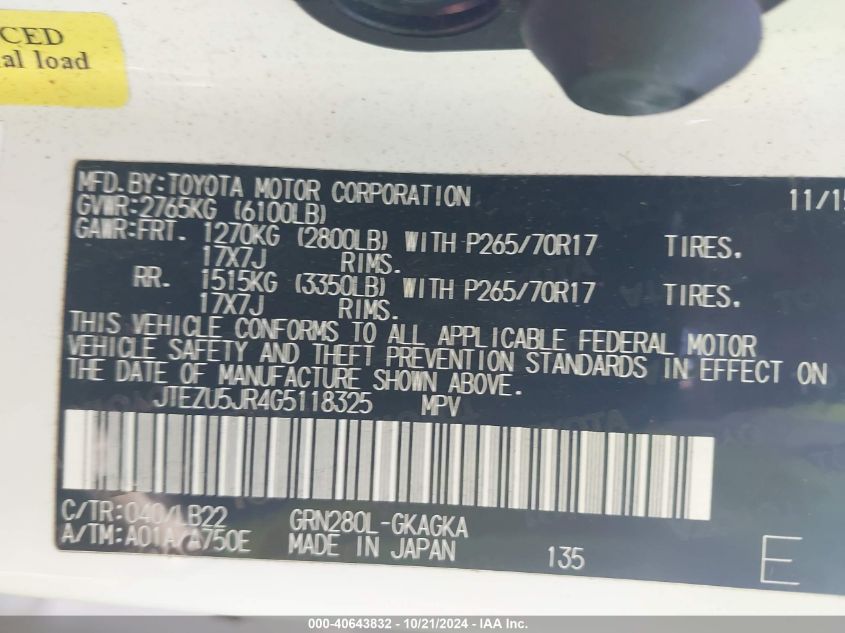 CED
al load
MFD. BY: TOYOTA MOTOR CORPORATION 11/15
GVWR: 2765KG (6100LB)
GAWR: FRT. 1270KG (2800LB) WITH P265/70R17 TIRES.
17X7J RIMS.
RR. 1515KG (3350LB) WITH P265/70R17 TIRES.
17X7J RIMS.
THIS VEHICLE CONFORMS TO ALL APPLICABLE FEDERAL MOTOR
VEHICLE SAFETY AND THEFT PREVENTION STANDARDS IN EFFECT ON
THE DATE OF MANUFACTURE SHOWN ABOVE.
JTEZU5JR4G5118325 MPV
C/TR: 040/LB22 GRN280L-GKAGKA
A/TM: A01A/A750E MADE IN JAPAN 135 E
000-40643832 - 10/21/2024 - IAA Inc.